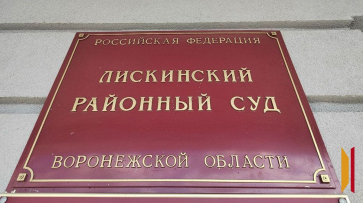 РОССИЙСКАЯ ФЕДЕРАЦИЯ
ЛИСКИНСКИЙ
РАЙОННЫЙ СУД
ВОРОНЕЖСКОЙ ОБЛАСТИ